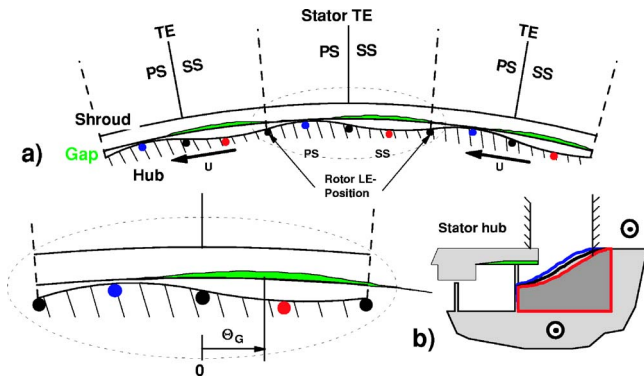 Stator TE
TE
TE
PS SS
PS SS
PS SS
Shroud
a)
Gap
Hub
U
PS
SS
U
Rotor LE-
Position
Stator hub
b)
ΘG
0